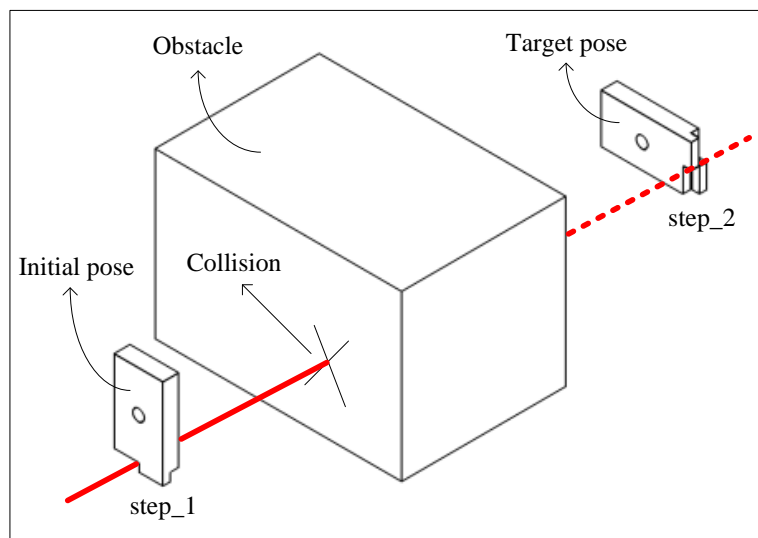 Obstacle
Target pose
step_2
Collision
Initial pose
step_1